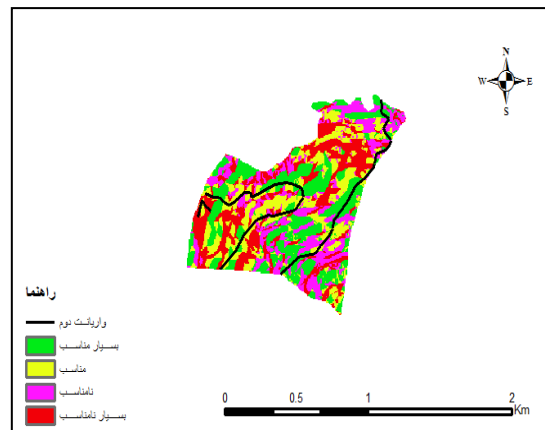 N
W E
S
راهنما
واریانت دوم
بسیار مناسب
مناسب
نامناسب
بسیار نامناسب
0 0.5 1 2
Km